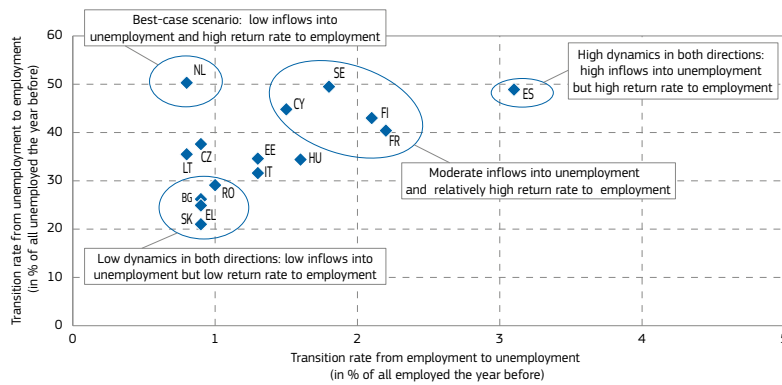 Best-case scenario: low inflows into
unemployment and high return rate to employment
High dynamics in both directions:
high inflows into unemployment
but high return rate to employment
Moderate inflows into unemployment
and relatively high return rate to employment
Low dynamics in both directions: low inflows into
unemployment but low return rate to employment
Transition rate from unemployment to employment
(in % of all unemployed the year before)
60
50
40
30
20
10
0
NL
SE
ES
CY
FI
FR
CZ
LT
EE
HU
IT
RO
BG
EL
SK
0
1
2
3
4
5
Transition rate from employment to unemployment
(in % of all employed the year before)